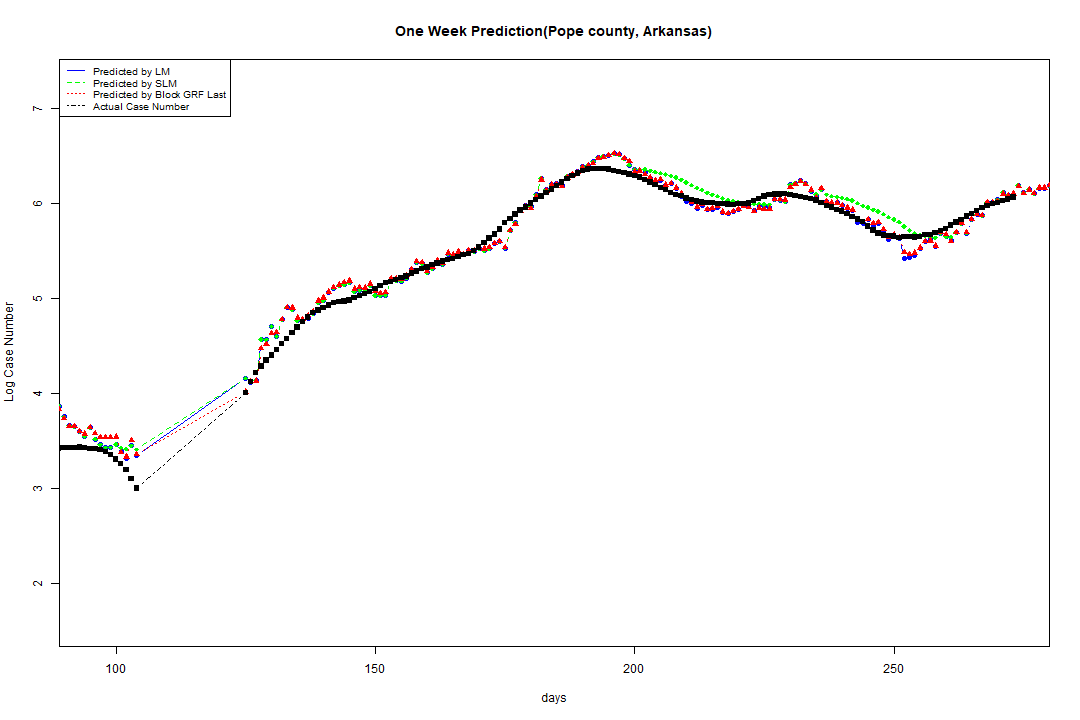 One Week Prediction(Pope county, Arkansas)
Predicted by LM
Predicted by SLM
Predicted by Block GRF Last
Actual Case Number
7
6
5
4
3
2
Log Case Number
100 150 200 250
days